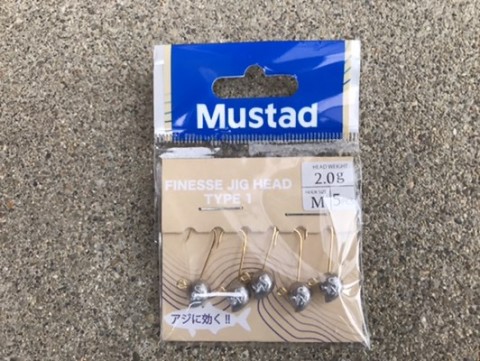 Mustad
FINESSE JIG HEAD
TYPE 1
HEAD WEIGHT
2.0g
HOOK SIZE
M 5
アジに効く!!